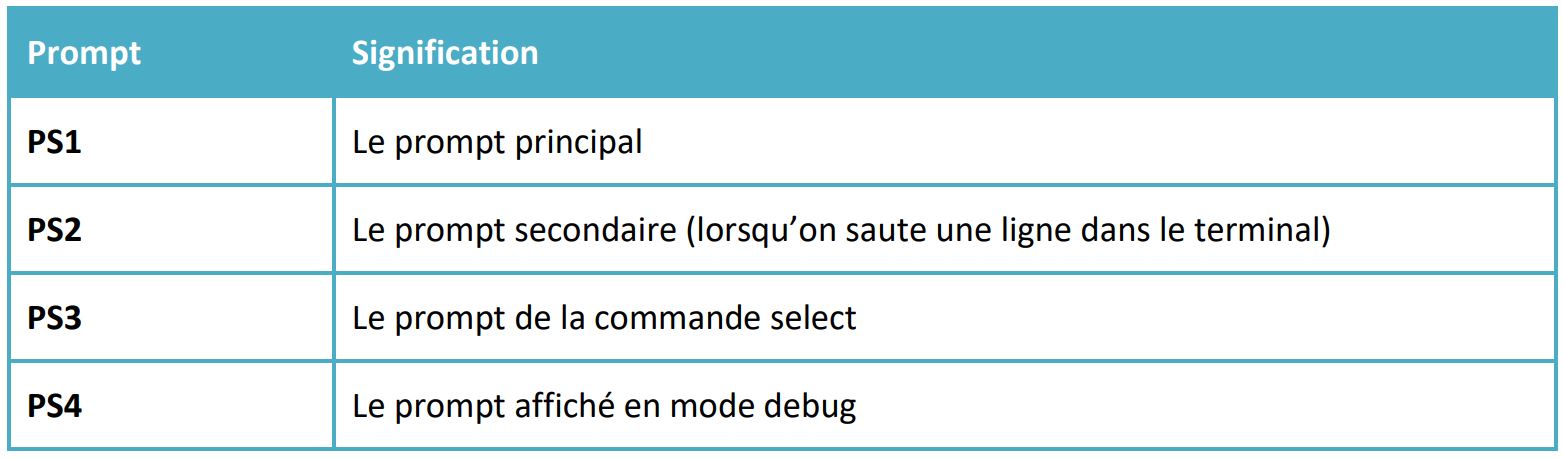 Prompt Signification
PS1 Le prompt principal
PS2 Le prompt secondaire (lorsqu’on saute une ligne dans le terminal)
PS3 Le prompt de la commande select
PS4 Le prompt affiché en mode debug